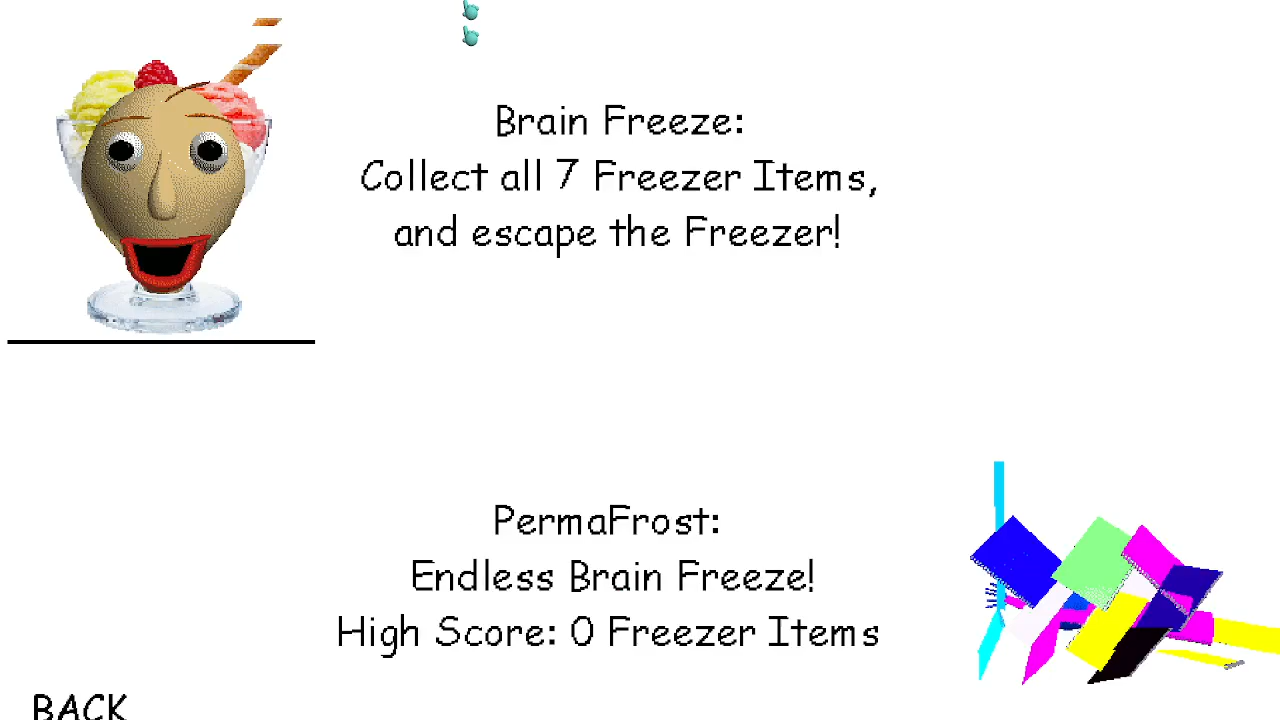 Brain Freeze:
Collect all 7 Freezer Items,
and escape the Freezer!
PermaFrost:
Endless Brain Freeze!
High Score: 0 Freezer Items
BACK